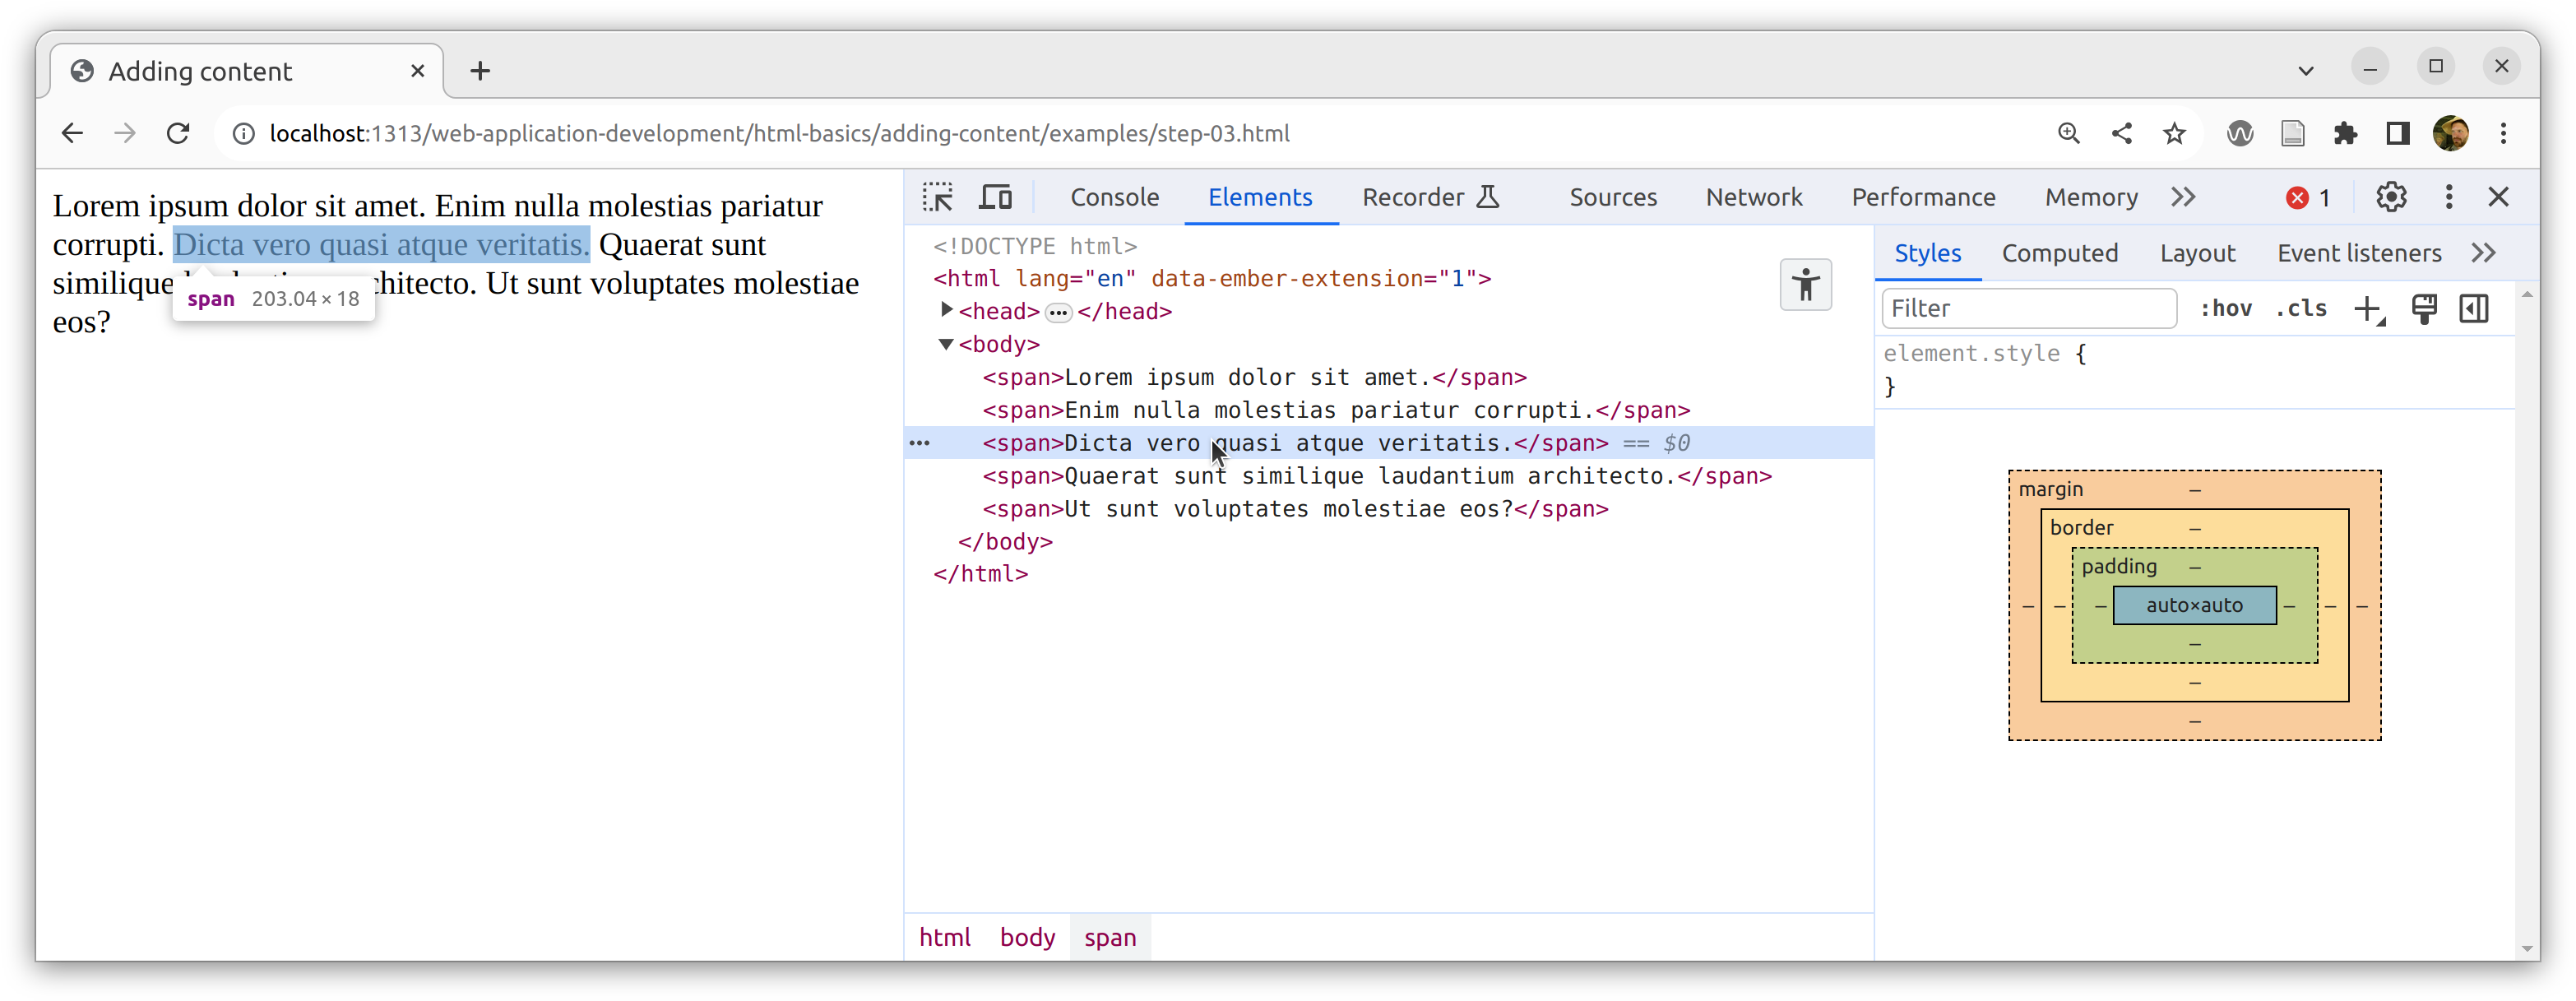 Adding content
localhost:1313/web-application-development/html-basics/adding-content/examples/step-03.html
Lorem ipsum dolor sit amet. Enim nulla molestias pariatur
corrupti. Dicta vero quasi atque veritatis. Quaerat sunt
similique chitecto. Ut sunt voluptates molestiae
eos?
span 203.04 × 18
Console Elements Recorder Sources Network Performance Memory 1
<!DOCTYPE html>
<html lang="en" data-ember-extension="1">
<head> ••• </head>
<body>
<span>Lorem ipsum dolor sit amet.</span>
<span>Enim nulla molestias pariatur corrupti.</span>
••• <span>Dicta vero quasi atque veritatis.</span> == $0
<span>Quaerat sunt similique laudantium architecto.</span>
<span>Ut sunt voluptates molestiae eos?</span>
</body>
</html>
html body span
Styles Computed Layout Event listeners
Filter :hov .cls
element.style {
}
margin –
border –
padding –
– – – auto×auto – – –
–
–
–